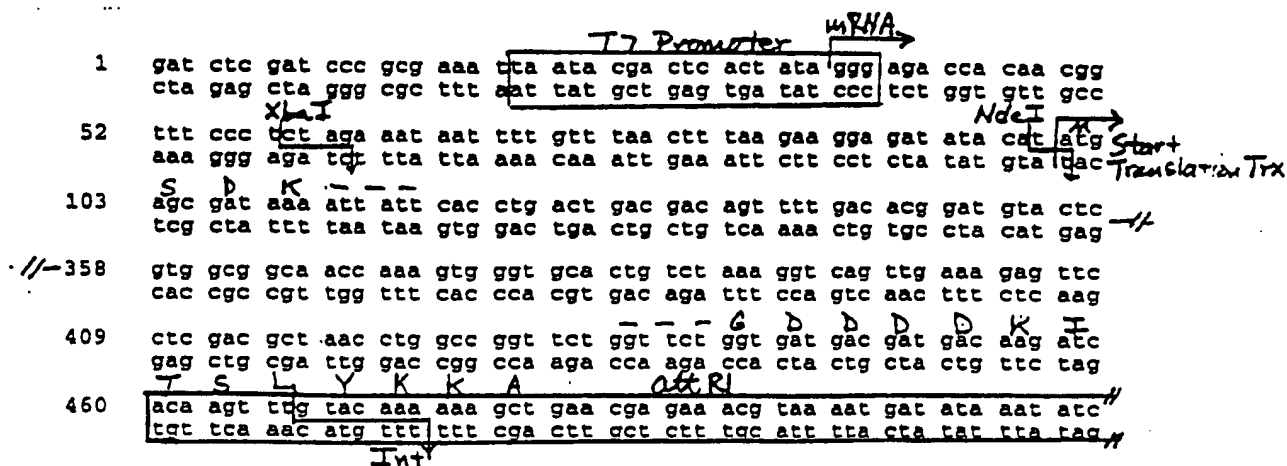 mRNA
T7 Promoter
1 gat ctc gat ccc gcg aaa ttaa ata cga ctc act ata ggg aga cca caa cgg
cta gag cta ggg cgc ttt aat tat gct gag tga tat ccc tct ggt gtt gcc
XbaI NdeI
52 ttt ccc tct aga aat aat ttt gtt taa ctt taa gaa gga gat ata cat atg
aaa ggg aga tct tta tta aaa caa att gaa att ctt cct cta tat gta tac
M
Start
Translation Trx
S D K - - -
103 agc gat aaa att att cac ctg act gac gac agt ttt gac acg gat gta ctc
tcg cta ttt taa taa gtg gac tga ctg ctg tca aaa ctg tgc cta cat gag
358 gtg gcg gca acc aaa gtg ggt gca ctg tct aaa ggt cag ttg aaa gag ttc
cac cgc cgt tgg ttt cac cca cgt gac aga ttt cca gtc aac ttt ctc aag
- - - G D D D D K I
409 ctc gac gct aac ctg gcc ggt tct ggt tct ggt gat gac gat gac aag atc
gag ctg cga ttg gac cgg cca aga cca aga cca cta ctg cta ctg ttc tag
T S L Y K K A attR1
460 aca agt ttg tac aaa aaa gct gaa cga gaa acg taa aat gat ata aat atc
tgt tca aac atg ttt ttt cga ctt gct ctt tgc att tta cta tat tta tag
Int